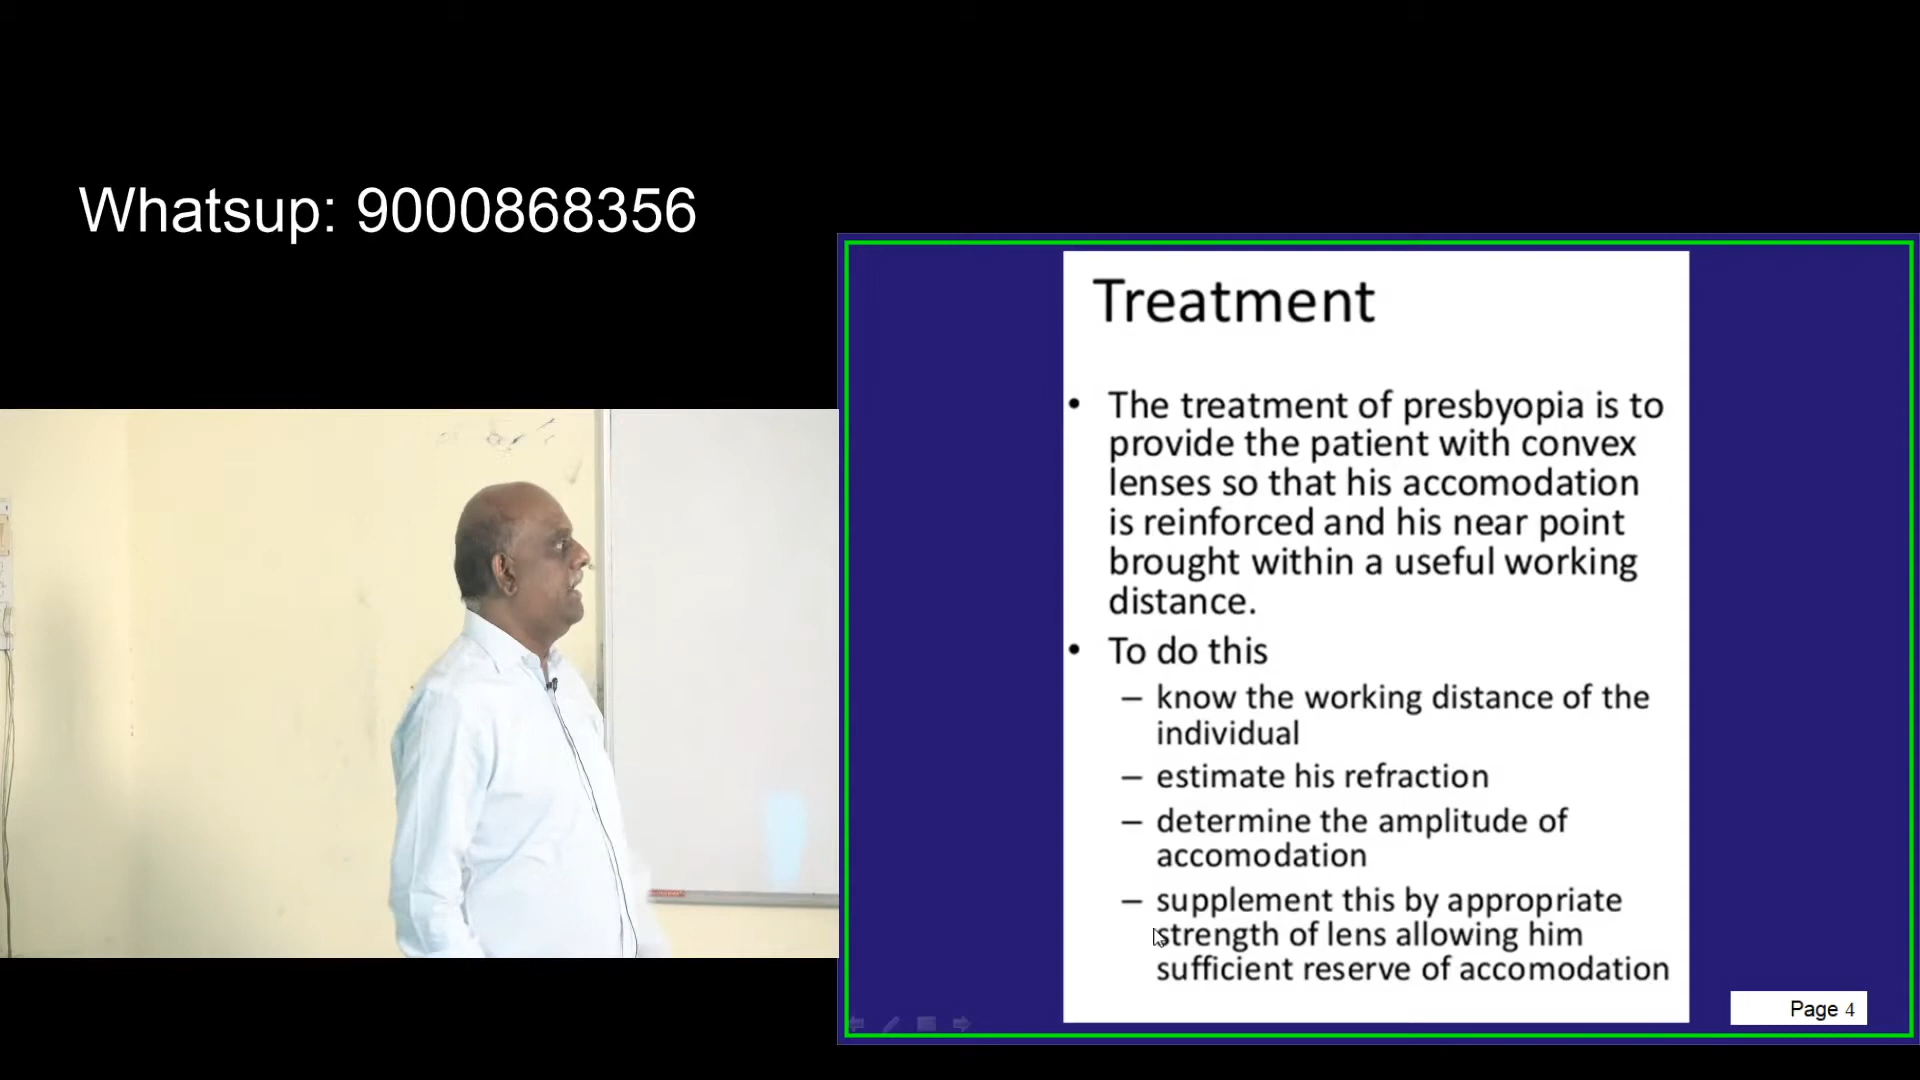 Whatsup: 9000868356
Treatment
• The treatment of presbyopia is to
provide the patient with convex
lenses so that his accomodation
is reinforced and his near point
brought within a useful working
distance.
• To do this
– know the working distance of the
individual
– estimate his refraction
– determine the amplitude of
accomodation
– supplement this by appropriate
strength of lens allowing him
sufficient reserve of accomodation
Page 4